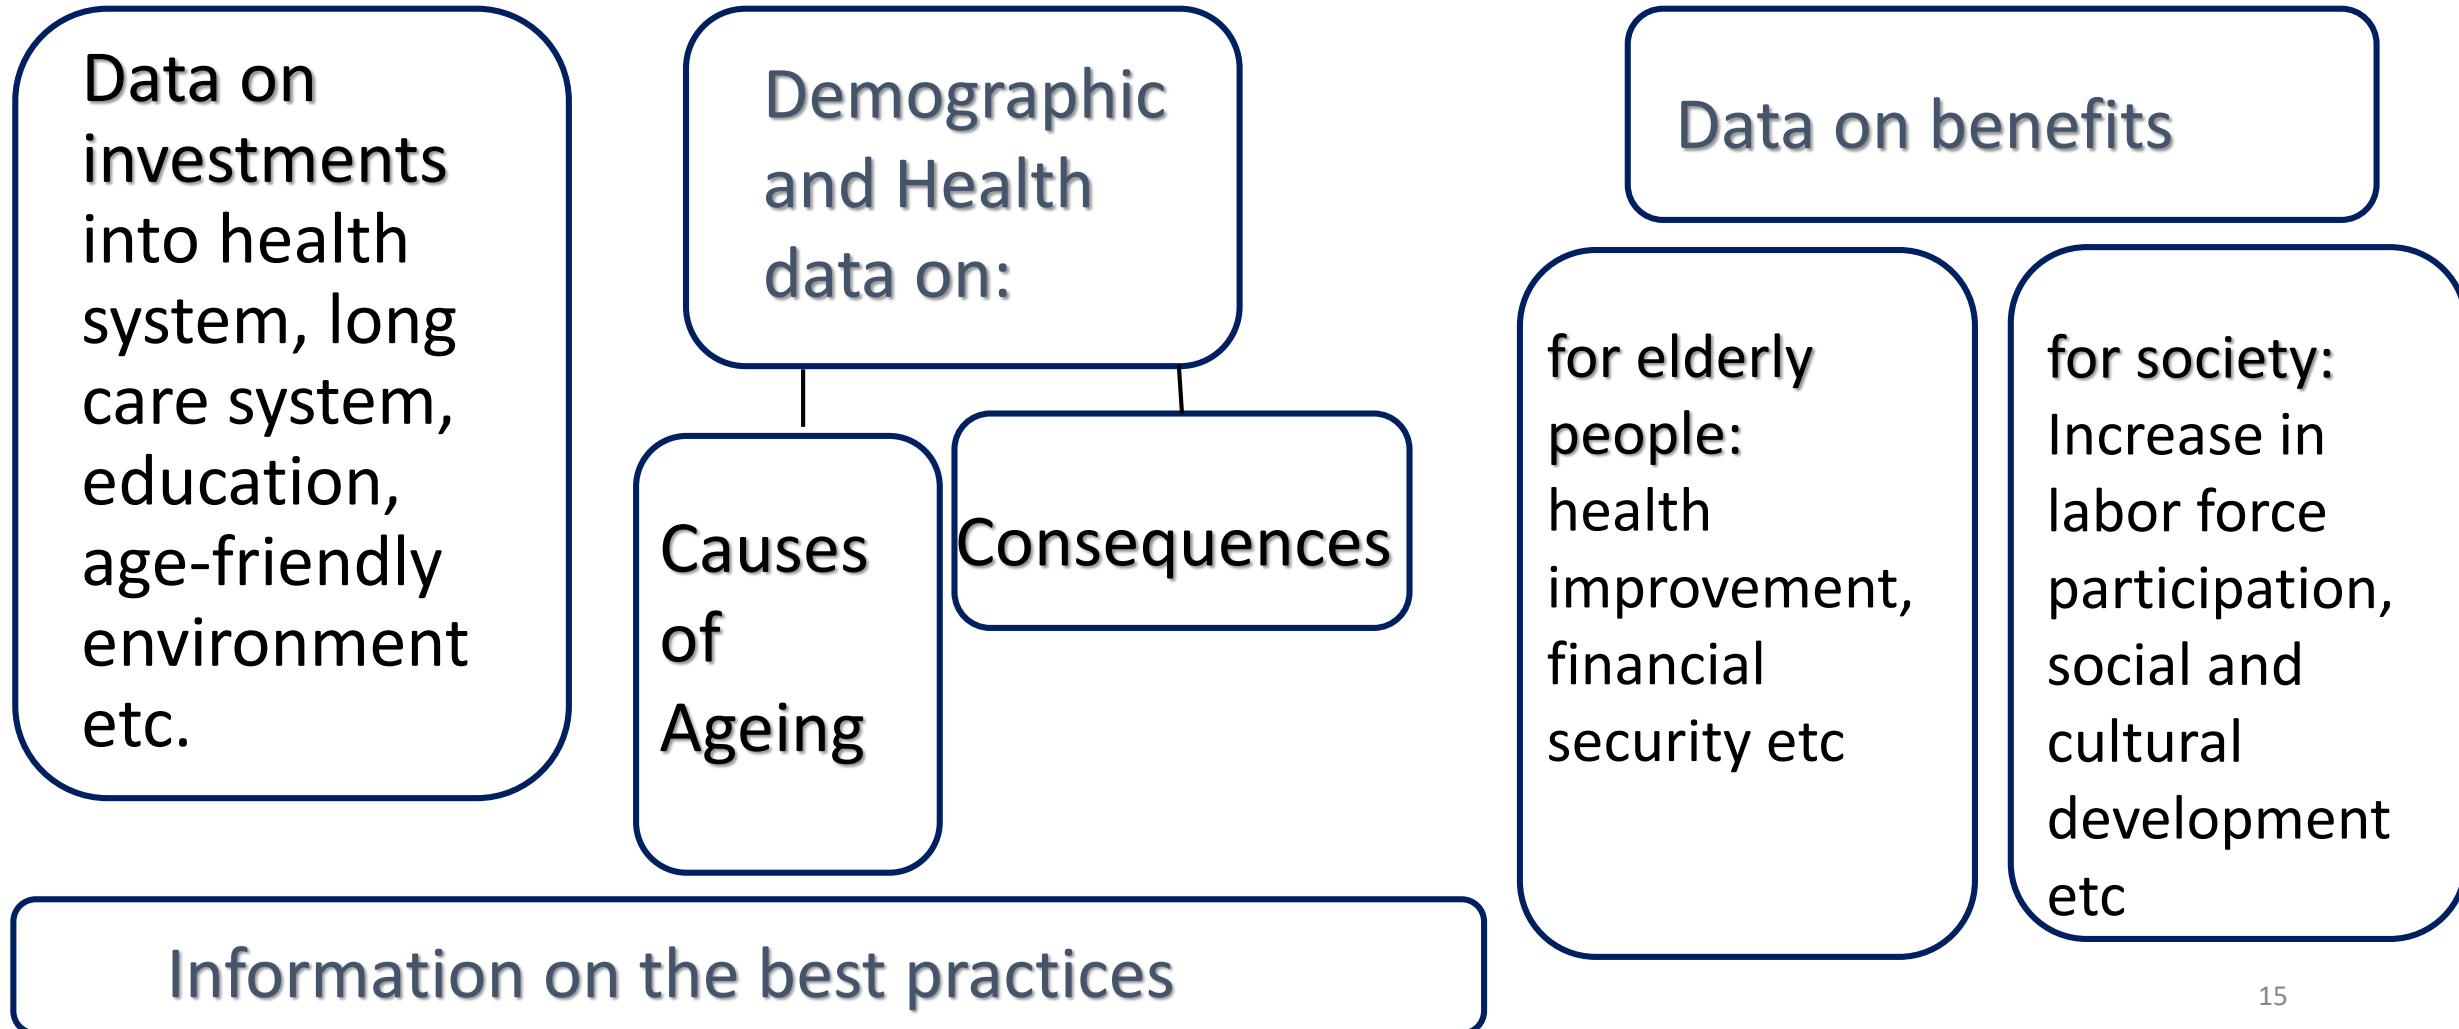 Data on
investments
into health
system, long
care system,
education,
age-friendly
environment
etc.
Demographic
and Health
data on:
Causes
of
Ageing
Consequences
Data on benefits
for elderly
people:
health
improvement,
financial
security etc
for society:
Increase in
labor force
participation,
social and
cultural
development
etc
Information on the best practices
15